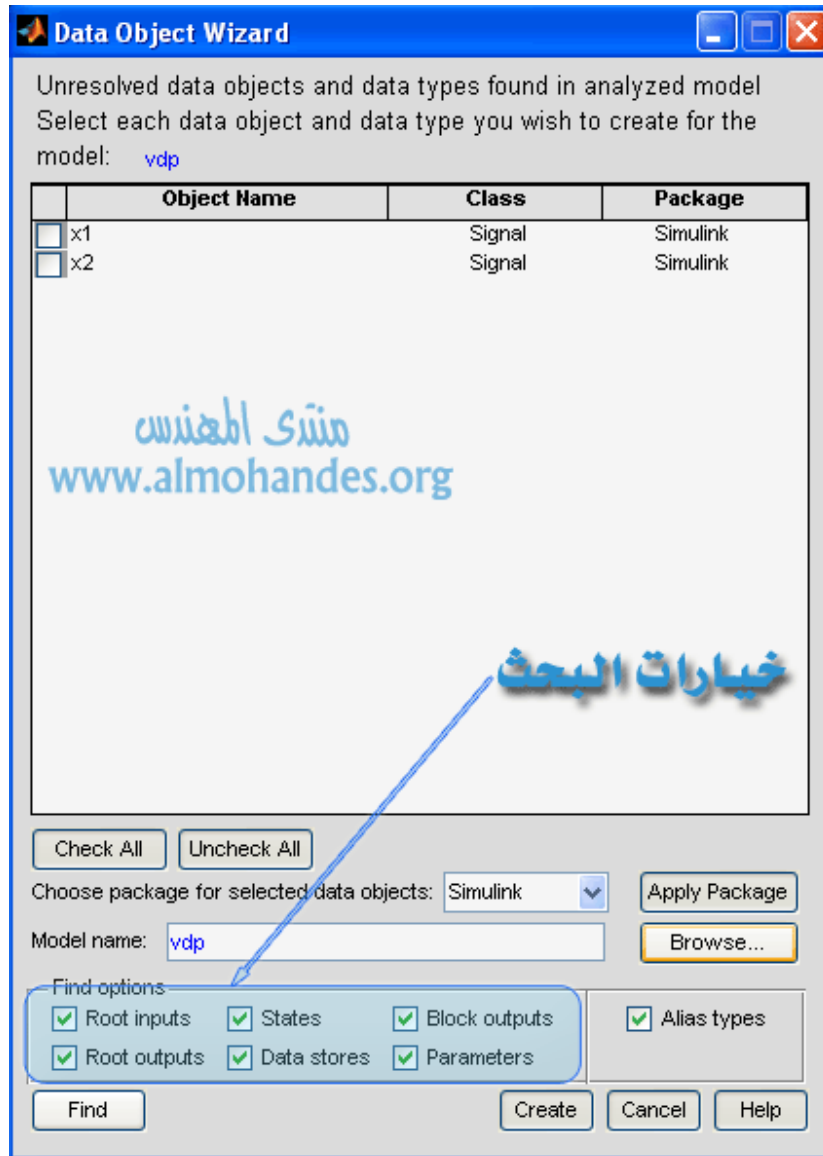 Data Object Wizard
Unresolved data objects and data types found in analyzed model
Select each data object and data type you wish to create for the
model: vdp
Object Name Class Package
x1 Signal Simulink
x2 Signal Simulink
منتدى المهندس
www.almohandes.org
خيارات البحث
Check All Uncheck All
Choose package for selected data objects: Simulink Apply Package
Model name: vdp Browse...
Find options
Root inputs States Block outputs Alias types
Root outputs Data stores Parameters
Find Create Cancel Help